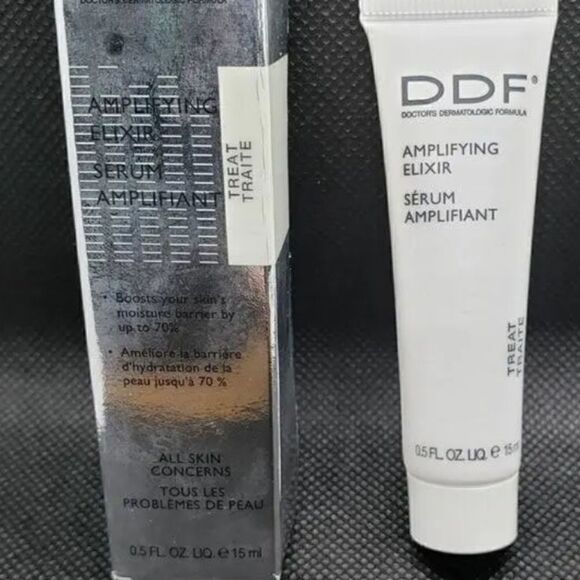 DOCTOR'S DERMATOLOGIC FORMULA
AMPLIFYING
ELIXIR
SÉRUM
AMPLIFIANT
TREAT
TRAITE
• Boosts your skin's
moisture barrier by
up to 70%
• Améliore la barrière
d'hydratation de la
peau jusqu'à 70 %
ALL SKIN
CONCERNS
TOUS LES
PROBLÈMES DE PEAU
0.5 FL. OZ. LIQ. e 15 ml
DDF®
DOCTOR'S DERMATOLOGIC FORMULA
AMPLIFYING
ELIXIR
SÉRUM
AMPLIFIANT
TREAT
TRAITE
0.5 FL. OZ. LIQ. e 15 ml